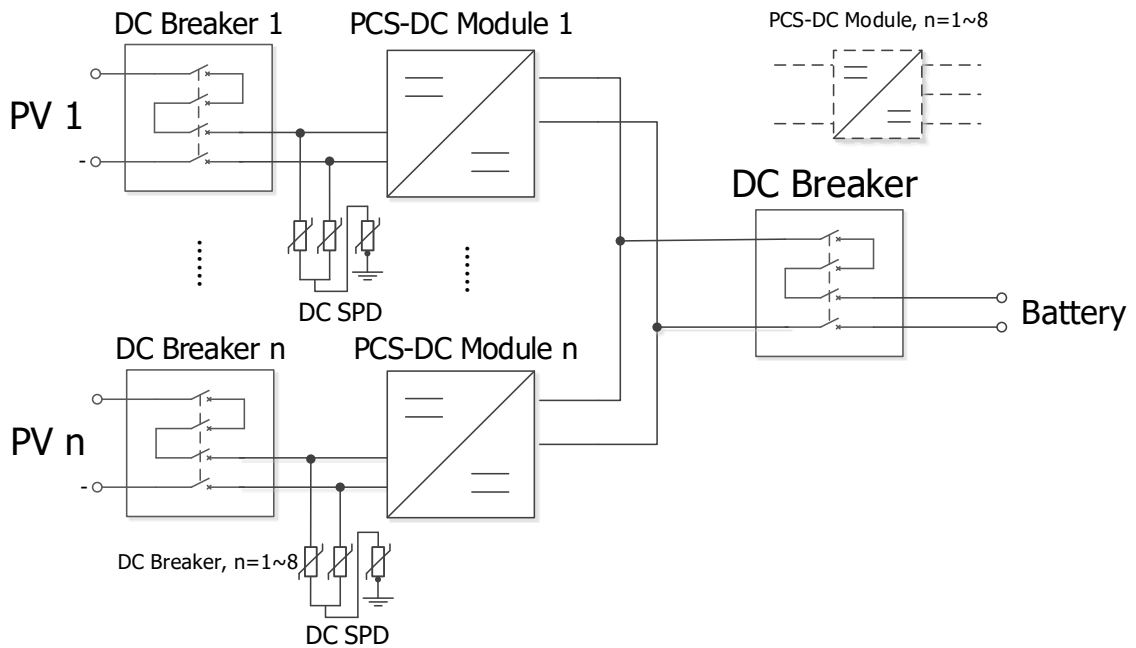 DC Breaker 1
PCS-DC Module 1
PCS-DC Module, n=1~8
PV 1
-
DC Breaker
DC SPD
Battery
DC Breaker n
PCS-DC Module n
PV n
-
DC Breaker, n=1~8
DC SPD